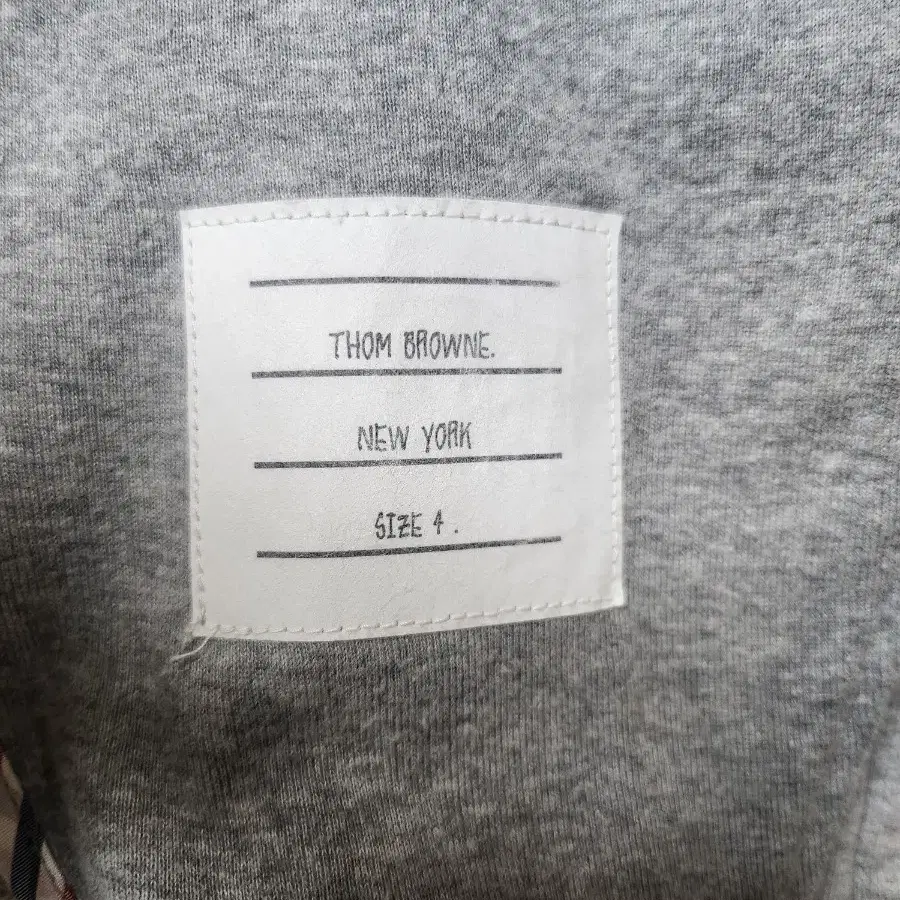 THOM BROWNE.
NEW YORK
SIZE 4 .